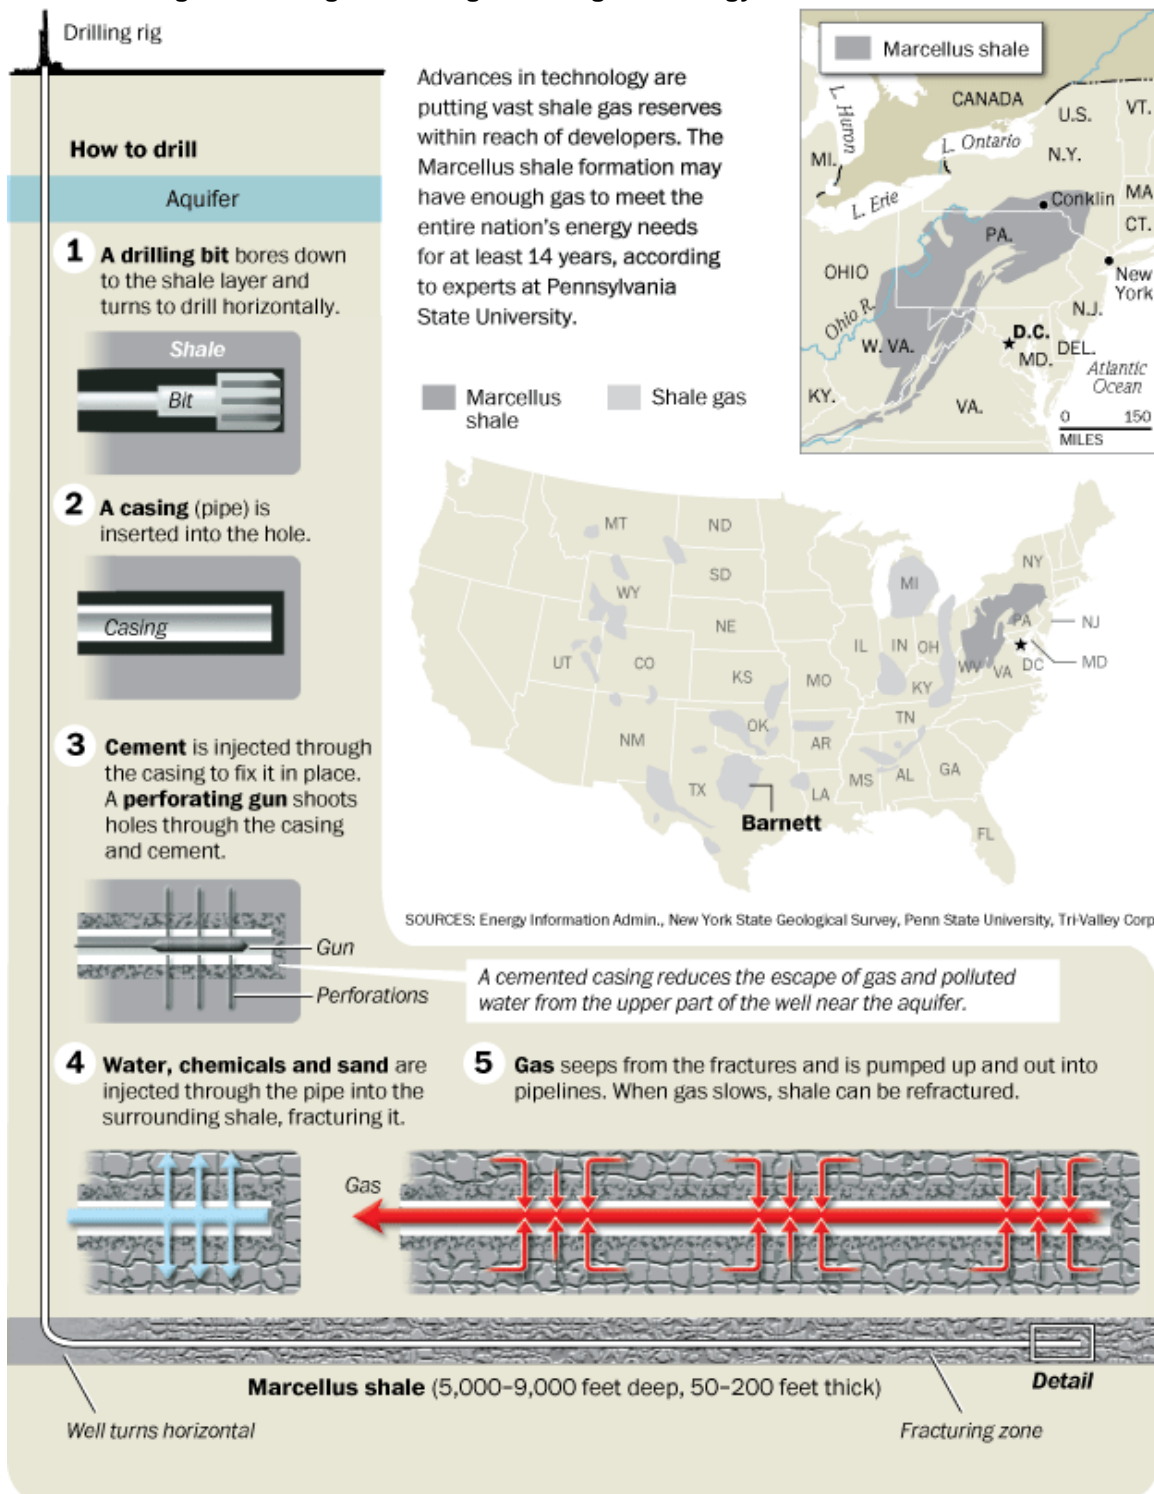 Drilling rig
How to drill
Aquifer
1 A drilling bit bores down
to the shale layer and
turns to drill horizontally.
Shale
Bit
2 A casing (pipe) is
inserted into the hole.
Casing
3 Cement is injected through
the casing to fix it in place.
A perforating gun shoots
holes through the casing
and cement.
Gun
Perforations
A cemented casing reduces the escape of gas and polluted
water from the upper part of the well near the aquifer.
4 Water, chemicals and sand are
injected through the pipe into the
surrounding shale, fracturing it.
5 Gas seeps from the fractures and is pumped up and out into
pipelines. When gas slows, shale can be refractured.
Gas
Marcellus shale (5,000–9,000 feet deep, 50–200 feet thick)
Detail
Well turns horizontal
Fracturing zone
Advances in technology are
putting vast shale gas reserves
within reach of developers. The
Marcellus shale formation may
have enough gas to meet the
entire nation's energy needs
for at least 14 years, according
to experts at Pennsylvania
State University.
Marcellus
shale
Shale gas
Marcellus shale
CANADA
L. Huron
U.S.
VT.
L. Ontario
N.Y.
MI.
L. Erie
Conklin
MA
CT.
PA.
OHIO
New
York
Ohio R.
N.J.
D.C.
W. VA.
MD.
DEL.
Atlantic
Ocean
KY.
VA.
0 150
MILES
MT
ND
NY
SD
MI
WY
NE
PA
NJ
IL
IN
OH
UT
CO
WV
VA
DC
MD
KS
MO
KY
OK
TN
NM
AR
MS
AL
GA
TX
LA
Barnett
FL
SOURCES: Energy Information Admin., New York State Geological Survey, Penn State University, Tri-Valley Corp